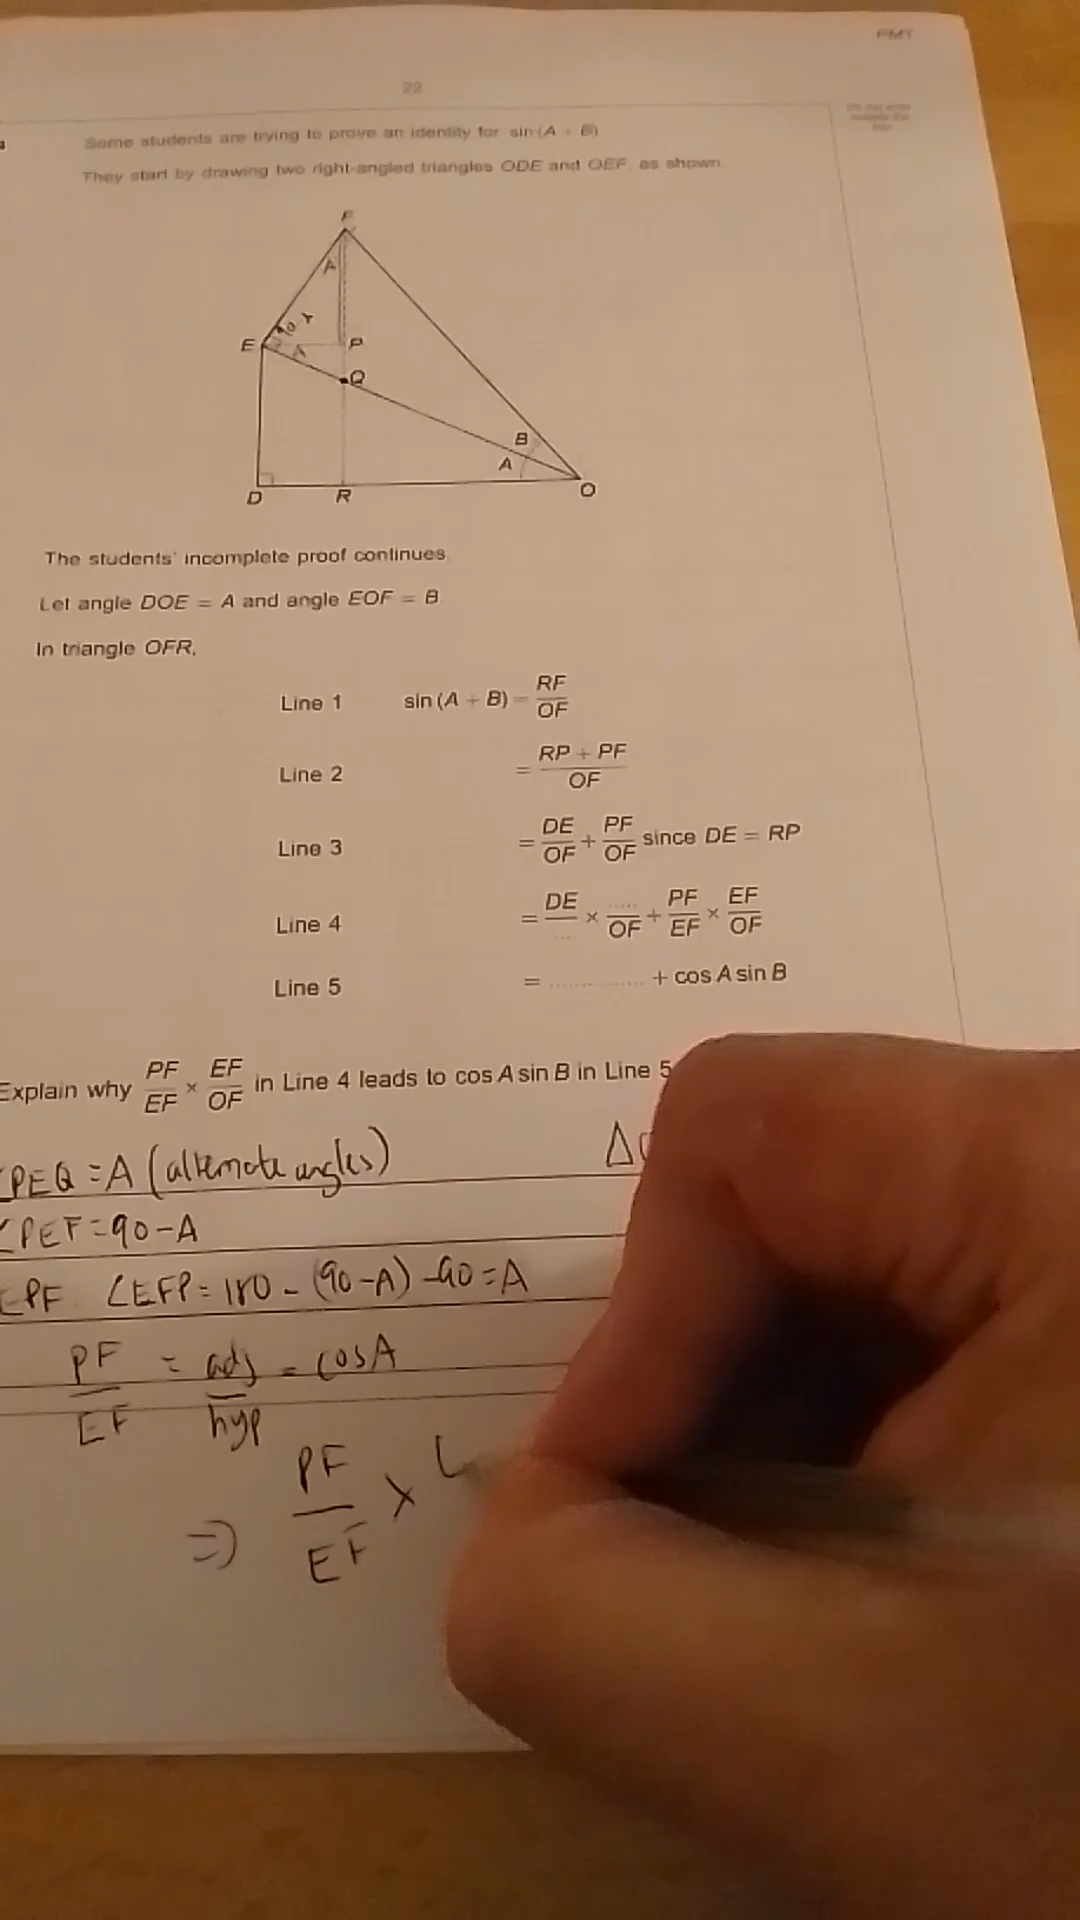 PMT
22
Some students are trying to prove an identity for sin (A + B)
They start by drawing two right-angled triangles ODE and OEF, as shown.
F
A
90-A
E
A
P
Q
B
A
D
R
O
The students' incomplete proof continues.
Let angle DOE = A and angle EOF = B
In triangle OFR,
Line 1 sin (A + B) = RF/OF
Line 2 = RP + PF/OF
Line 3 = DE/OF + PF/OF since DE = RP
Line 4 = DE/..... × ...../OF + PF/EF × EF/OF
Line 5 = .............. + cos A sin B
Explain why PF/EF × EF/OF in Line 4 leads to cos A sin B in Line 5
∠PEQ = A (alternate angles)
Δ
∠PEF = 90 - A
EPF ∠EFP = 180 - (90-A) - 90 = A
PF/EF = adj/hyp = cosA
⇒ PF/EF ×